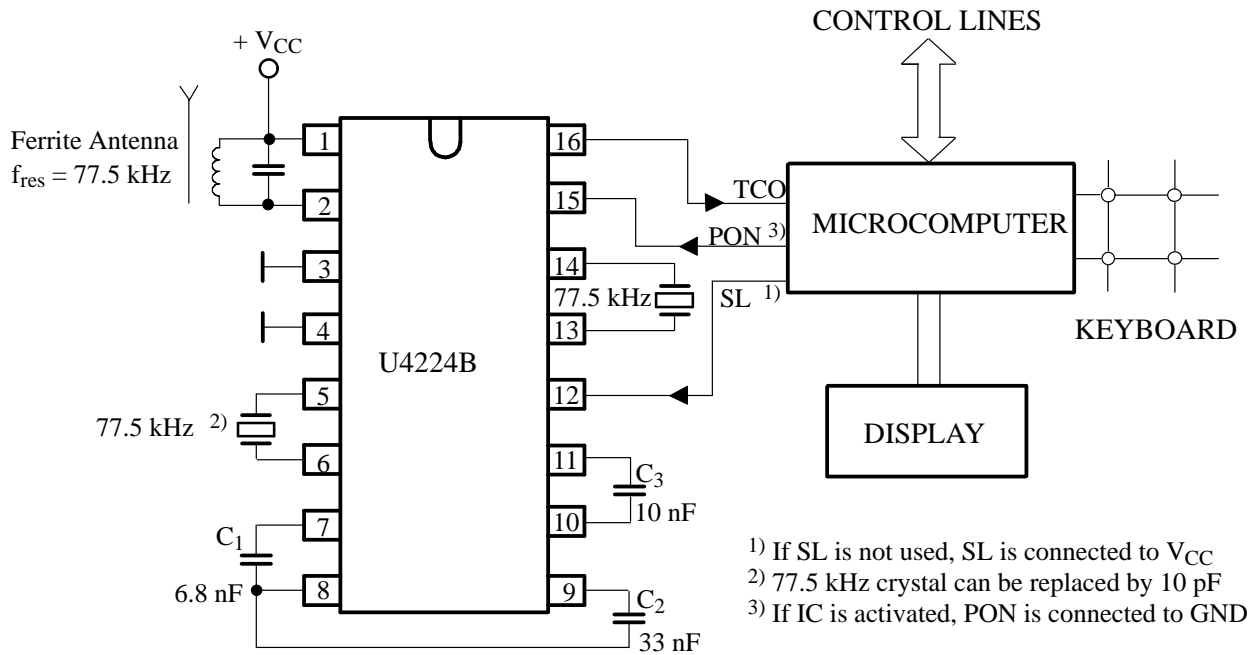 CONTROL LINES
+ VCC
Ferrite Antenna
fres = 77.5 kHz
1
2
3
4
5
6
7
8
16
15
14
13
12
11
10
9
U4224B
TCO
PON 3)
SL 1)
77.5 kHz
MICROCOMPUTER
KEYBOARD
DISPLAY
77.5 kHz 2)
C1
6.8 nF
C3
10 nF
C2
33 nF
1) If SL is not used, SL is connected to VCC
2) 77.5 kHz crystal can be replaced by 10 pF
3) If IC is activated, PON is connected to GND